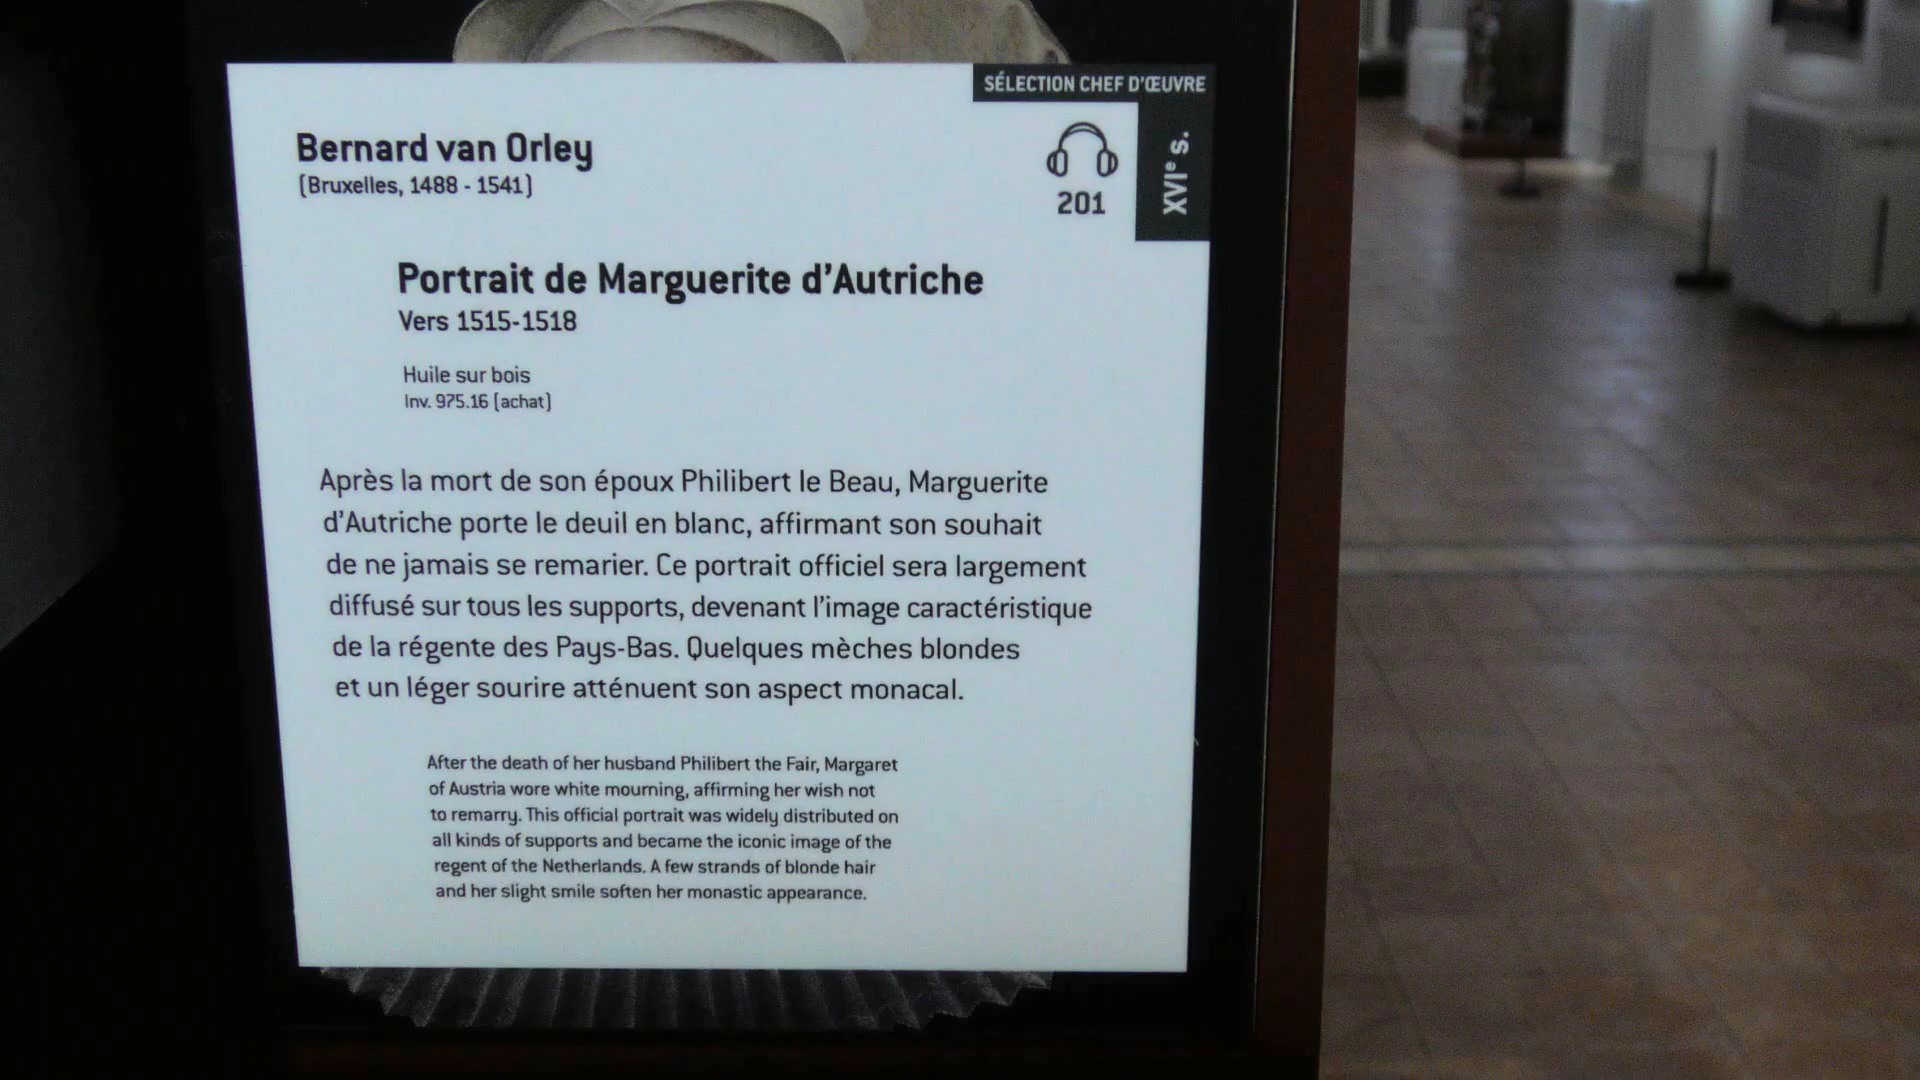 SÉLECTION CHEF D'ŒUVRE
XVIe s.
201
Bernard van Orley
(Bruxelles, 1488 - 1541)
Portrait de Marguerite d'Autriche
Vers 1515-1518
Huile sur bois
Inv. 975.16 (achat)
Après la mort de son époux Philibert le Beau, Marguerite
d'Autriche porte le deuil en blanc, affirmant son souhait
de ne jamais se remarier. Ce portrait officiel sera largement
diffusé sur tous les supports, devenant l'image caractéristique
de la régente des Pays-Bas. Quelques mèches blondes
et un léger sourire atténuent son aspect monacal.
After the death of her husband Philibert the Fair, Margaret
of Austria wore white mourning, affirming her wish not
to remarry. This official portrait was widely distributed on
all kinds of supports and became the iconic image of the
regent of the Netherlands. A few strands of blonde hair
and her slight smile soften her monastic appearance.